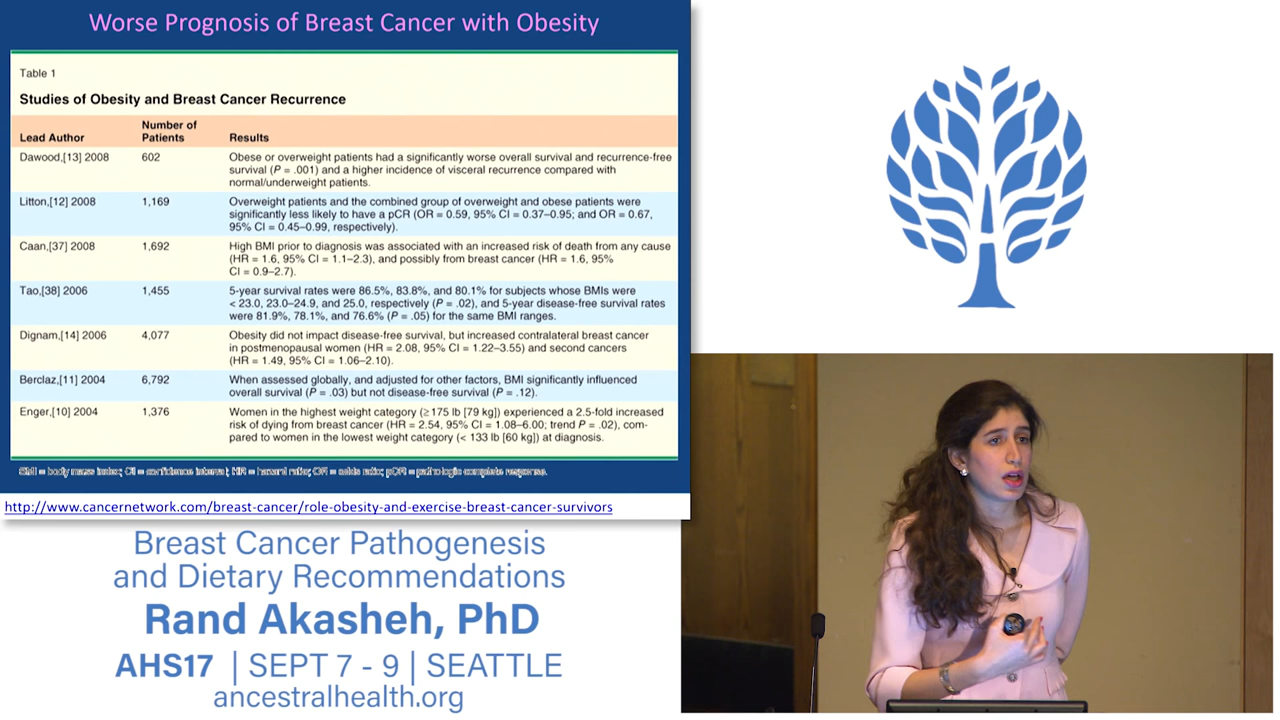 Worse Prognosis of Breast Cancer with Obesity
Table 1
Studies of Obesity and Breast Cancer Recurrence
Lead Author Number of Patients Results
Dawood,[13] 2008 602 Obese or overweight patients had a significantly worse overall survival and recurrence-free
survival (P = .001) and a higher incidence of visceral recurrence compared with
normal/underweight patients.
Litton,[12] 2008 1,169 Overweight patients and the combined group of overweight and obese patients were
significantly less likely to have a pCR (OR = 0.59, 95% CI = 0.37–0.95; and OR = 0.67,
95% CI = 0.45–0.99, respectively).
Caan,[37] 2008 1,692 High BMI prior to diagnosis was associated with an increased risk of death from any cause
(HR = 1.6, 95% CI = 1.1–2.3), and possibly from breast cancer (HR = 1.6, 95%
CI = 0.9–2.7).
Tao,[38] 2006 1,455 5-year survival rates were 86.5%, 83.8%, and 80.1% for subjects whose BMIs were
< 23.0, 23.0–24.9, and 25.0, respectively (P = .02), and 5-year disease-free survival rates
were 81.9%, 78.1%, and 76.6% (P = .05) for the same BMI ranges.
Dignam,[14] 2006 4,077 Obesity did not impact disease-free survival, but increased contralateral breast cancer
in postmenopausal women (HR = 2.08, 95% CI = 1.22–3.55) and second cancers
(HR = 1.49, 95% CI = 1.06–2.10).
Berclaz,[11] 2004 6,792 When assessed globally, and adjusted for other factors, BMI significantly influenced
overall survival (P = .03) but not disease-free survival (P = .12).
Enger,[10] 2004 1,376 Women in the highest weight category (≥ 175 lb [79 kg]) experienced a 2.5-fold increased
risk of dying from breast cancer (HR = 2.54, 95% CI = 1.08–6.00; trend P = .02), com-
pared to women in the lowest weight category (< 133 lb [60 kg]) at diagnosis.
BMI = body mass index; CI = confidence interval; HR = hazard ratio; OR = odds ratio; pCR = pathologic complete response.
http://www.cancernetwork.com/breast-cancer/role-obesity-and-exercise-breast-cancer-survivors
Breast Cancer Pathogenesis
and Dietary Recommendations
Rand Akasheh, PhD
AHS17 | SEPT 7 - 9 | SEATTLE
ancestralhealth.org